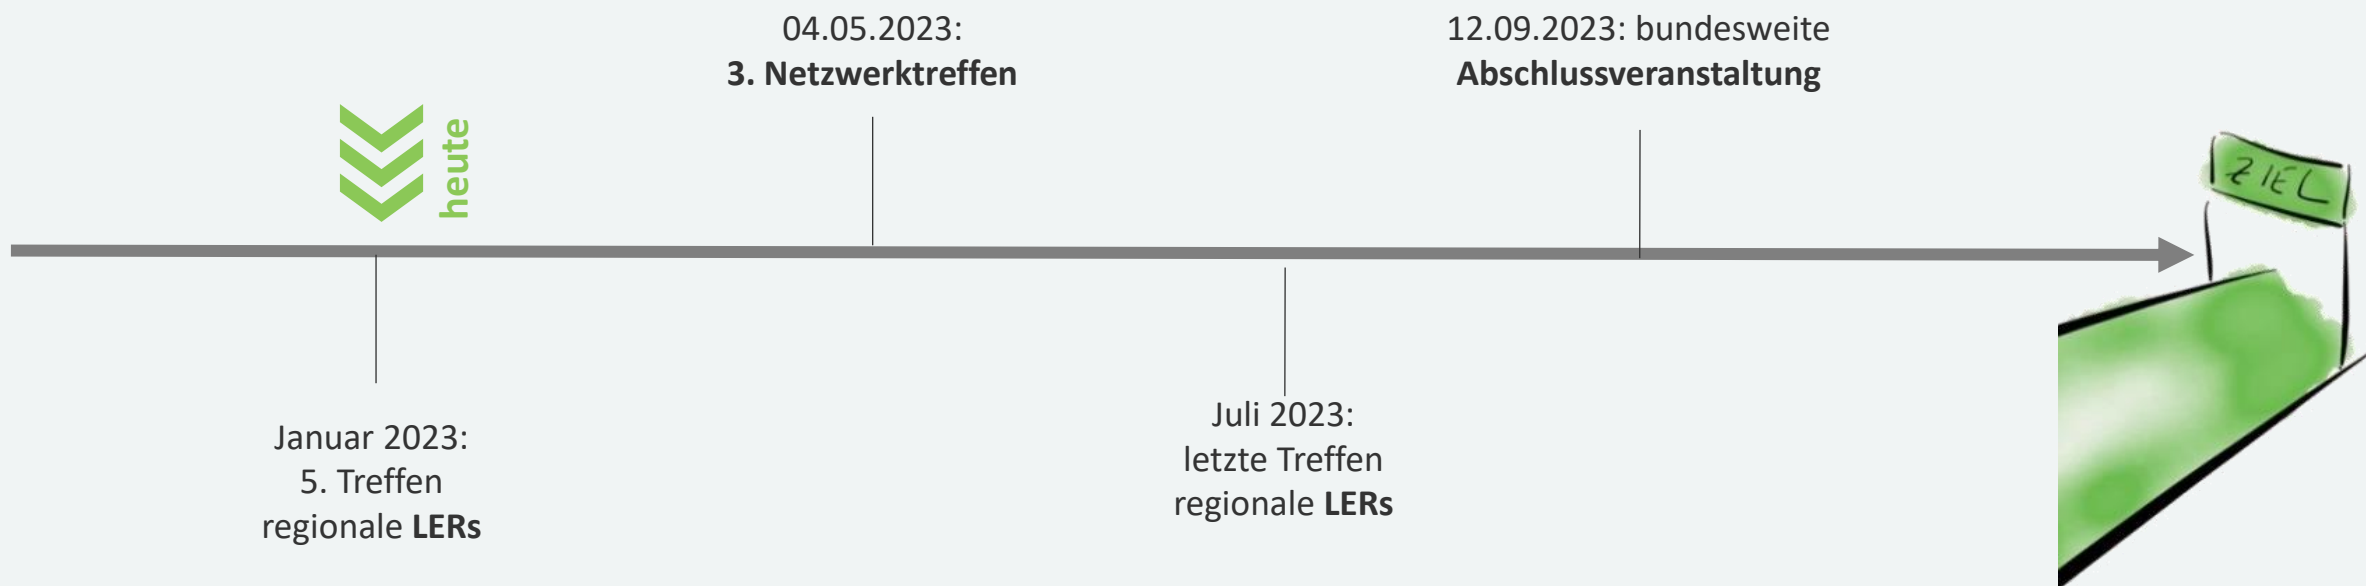 04.05.2023:
3. Netzwerktreffen
12.09.2023: bundesweite
Abschlussveranstaltung
heute
ZIEL
Januar 2023:
5. Treffen
regionale LERs
Juli 2023:
letzte Treffen
regionale LERs